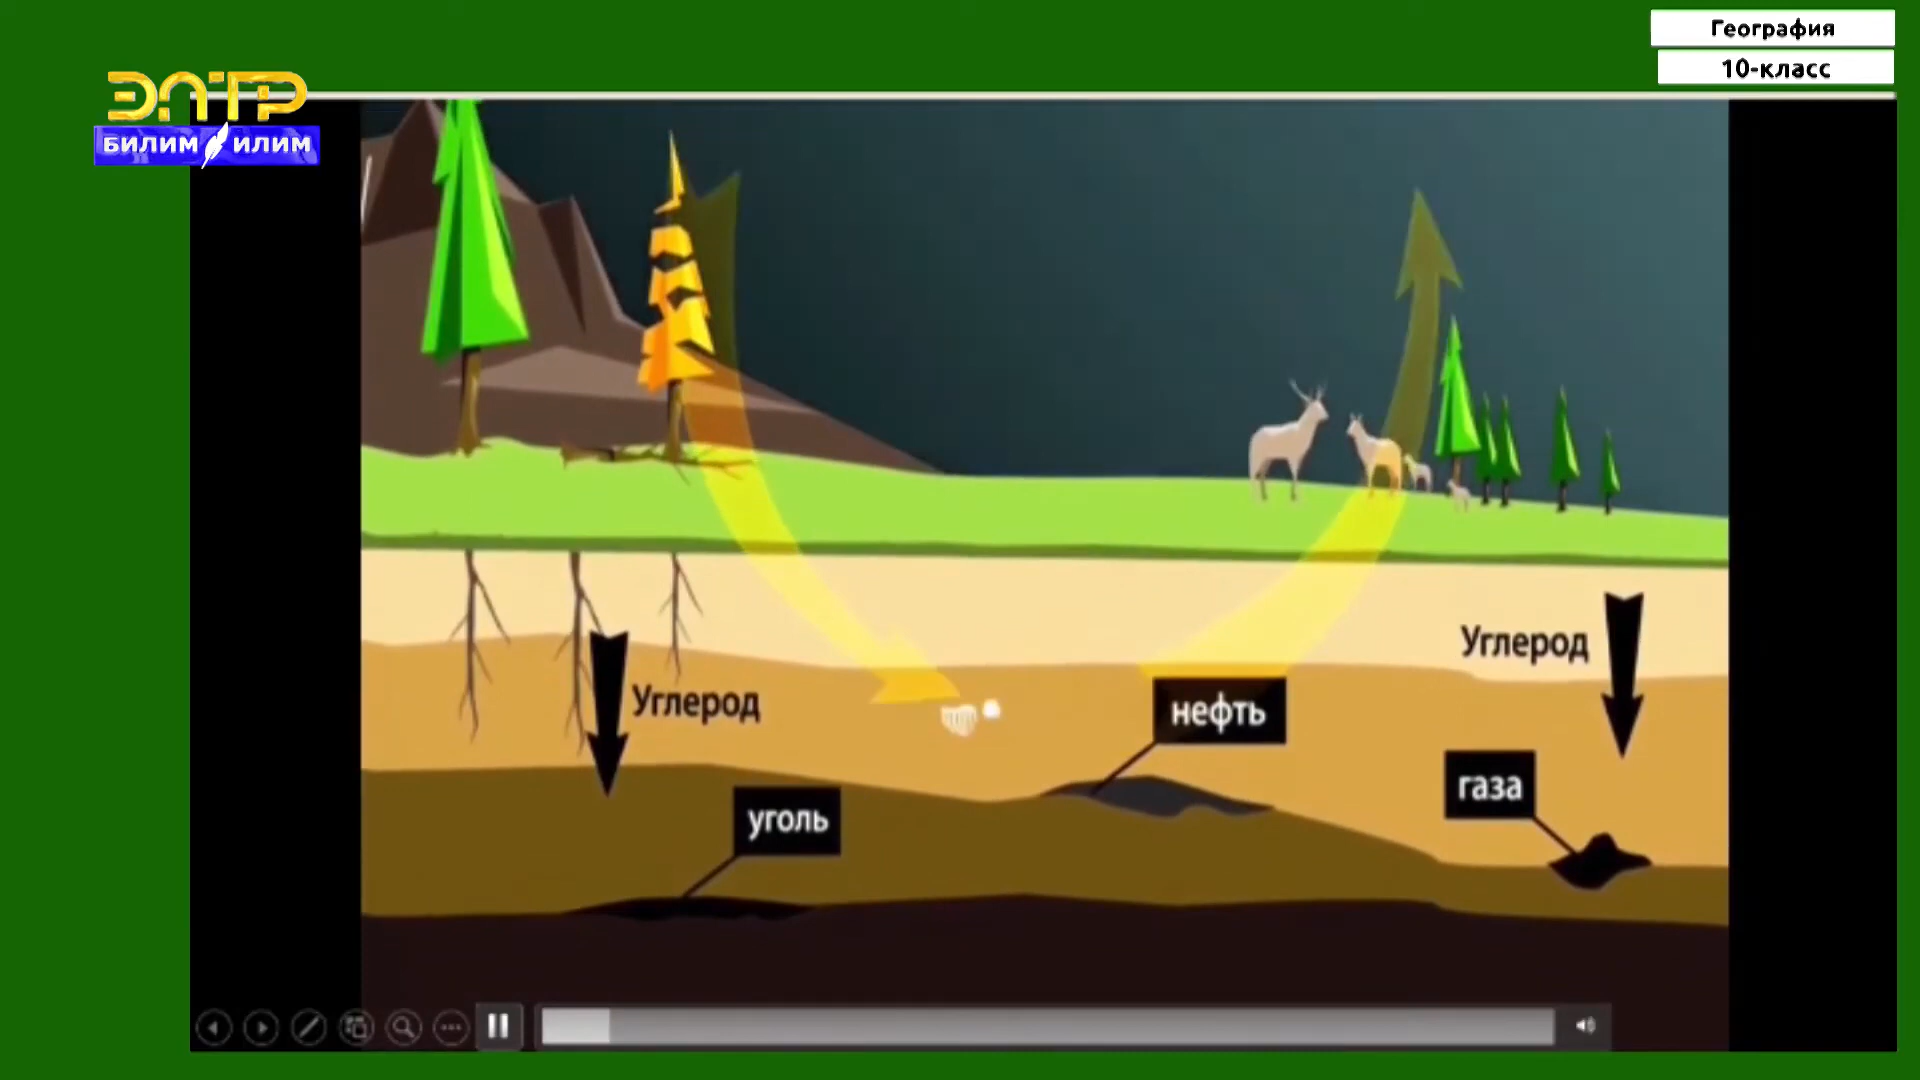 География
10-класс
ЭЛТР
БИЛИМ ИЛИМ
Углерод
Углерод
нефть
газа
уголь